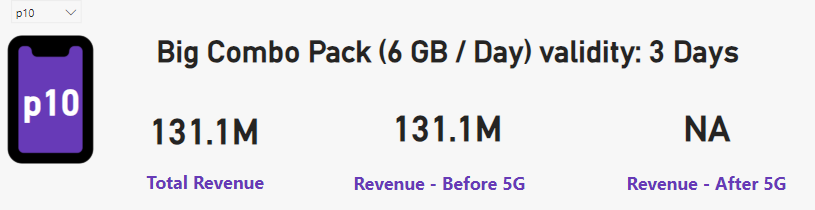 p10
Big Combo Pack (6 GB / Day) validity: 3 Days
p10
131.1M
131.1M
NA
Total Revenue
Revenue - Before 5G
Revenue - After 5G